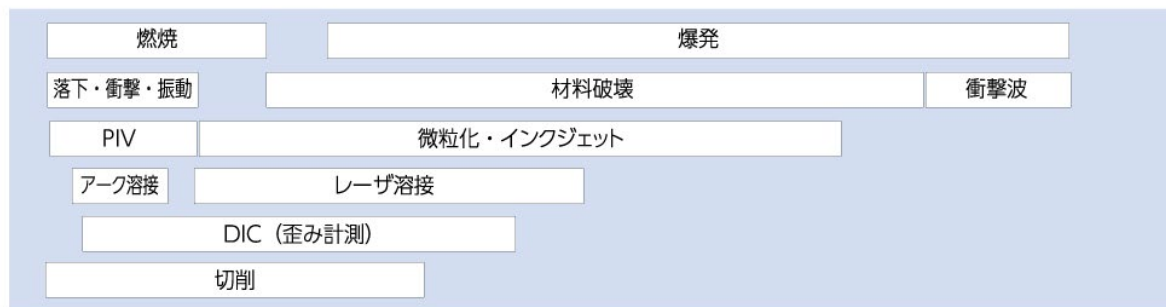 燃焼
爆発
落下・衝撃・振動
材料破壊
衝撃波
PIV
微粒化・インクジェット
アーク溶接
レーザ溶接
DIC（歪み計測）
切削